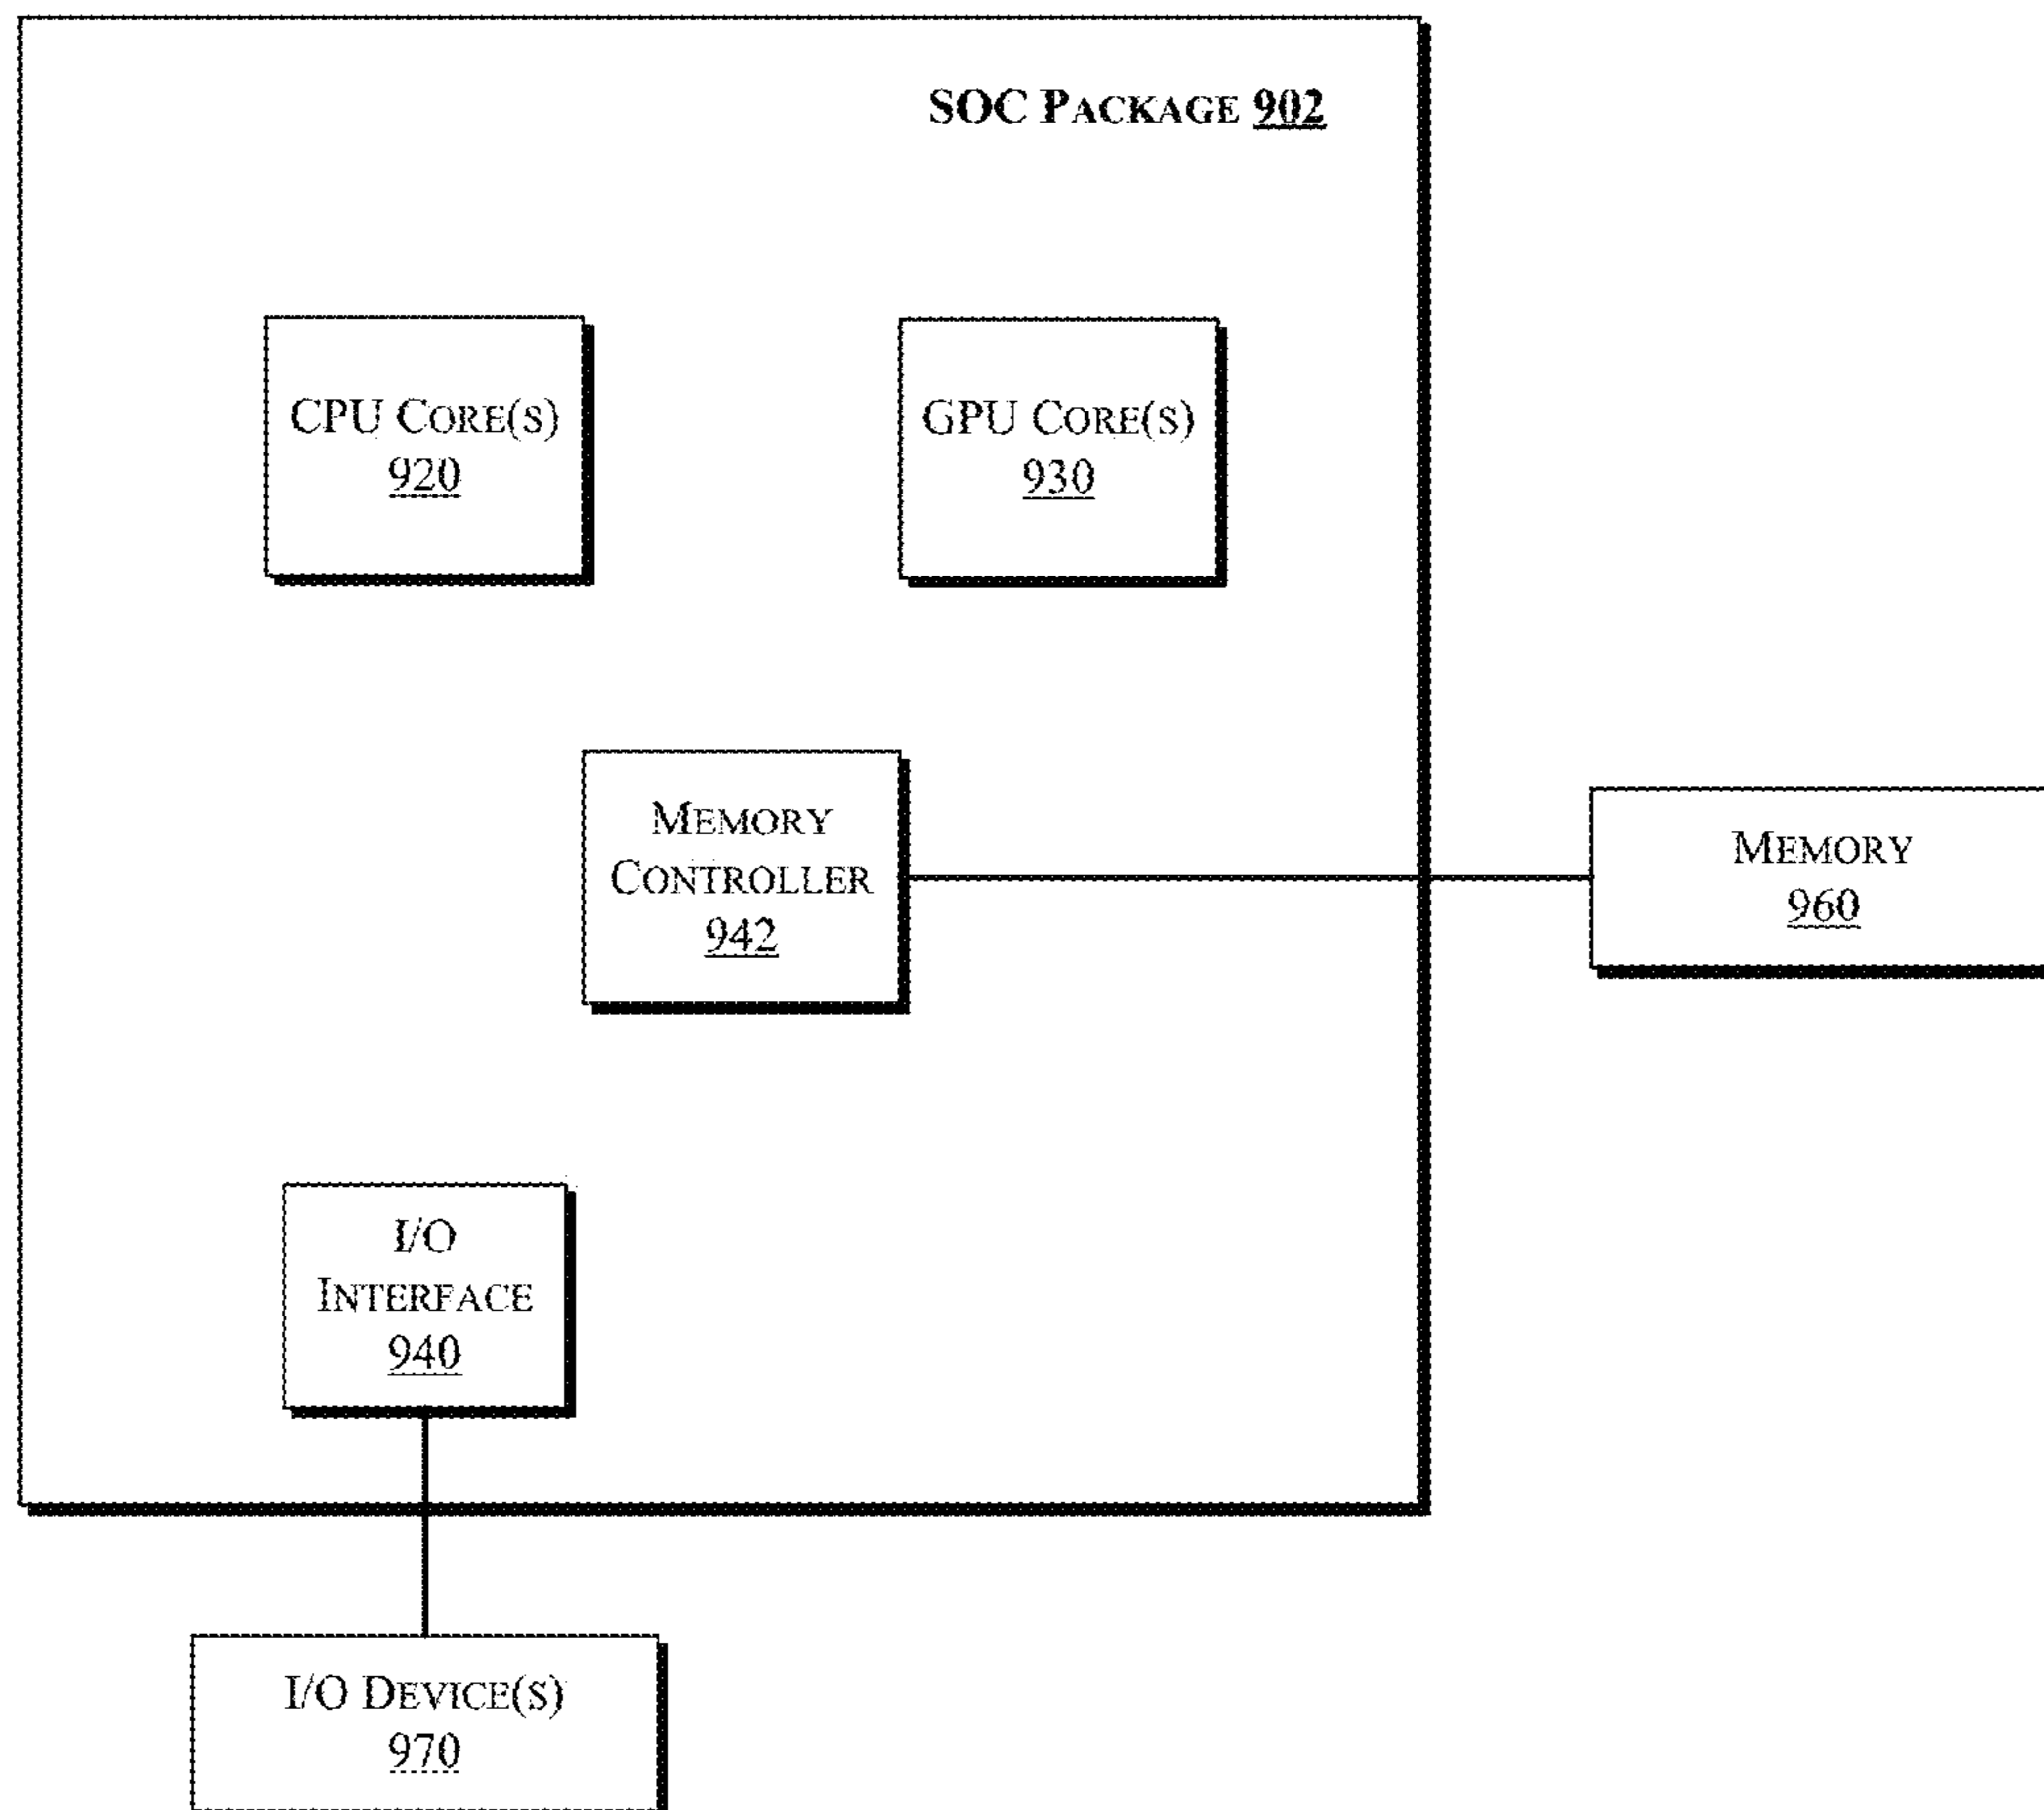 SOC PACKAGE 902
CPU CORE(S)
920
GPU CORE(S)
930
MEMORY
CONTROLLER
942
MEMORY
960
I/O
INTERFACE
940
I/O DEVICE(S)
970